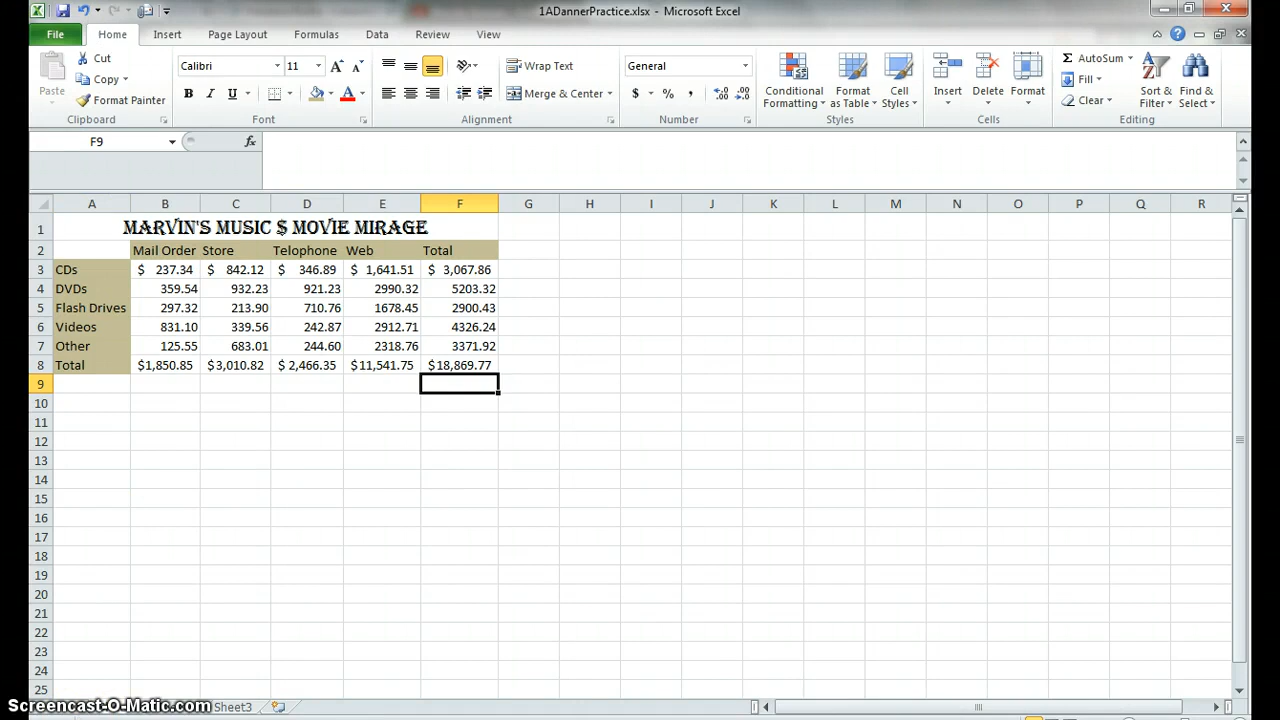 1ADannerPractice.xlsx - Microsoft Excel
File Home Insert Page Layout Formulas Data Review View
Cut
Copy
Paste
Format Painter
Clipboard
Calibri 11
B I U A
Font
Wrap Text
Merge & Center
Alignment
General
$ % ,
Number
Conditional Formatting
Format as Table
Cell Styles
Styles
Insert Delete Format
Cells
Σ AutoSum
Fill
Clear
Sort & Filter
Find & Select
Editing
F9 fx
A B C D E F G H I J K L M N O P Q R
1 MARVIN'S MUSIC $ MOVIE MIRAGE
2 Mail Order Store Telophone Web Total
3 CDs $ 237.34 $ 842.12 $ 346.89 $ 1,641.51 $ 3,067.86
4 DVDs 359.54 932.23 921.23 2990.32 5203.32
5 Flash Drives 297.32 213.90 710.76 1678.45 2900.43
6 Videos 831.10 339.56 242.87 2912.71 4326.24
7 Other 125.55 683.01 244.60 2318.76 3371.92
8 Total $1,850.85 $3,010.82 $ 2,466.35 $11,541.75 $18,869.77
9
10
11
12
13
14
15
16
17
18
19
20
21
22
23
24
25
Screencast-O-Matic.com Sheet3